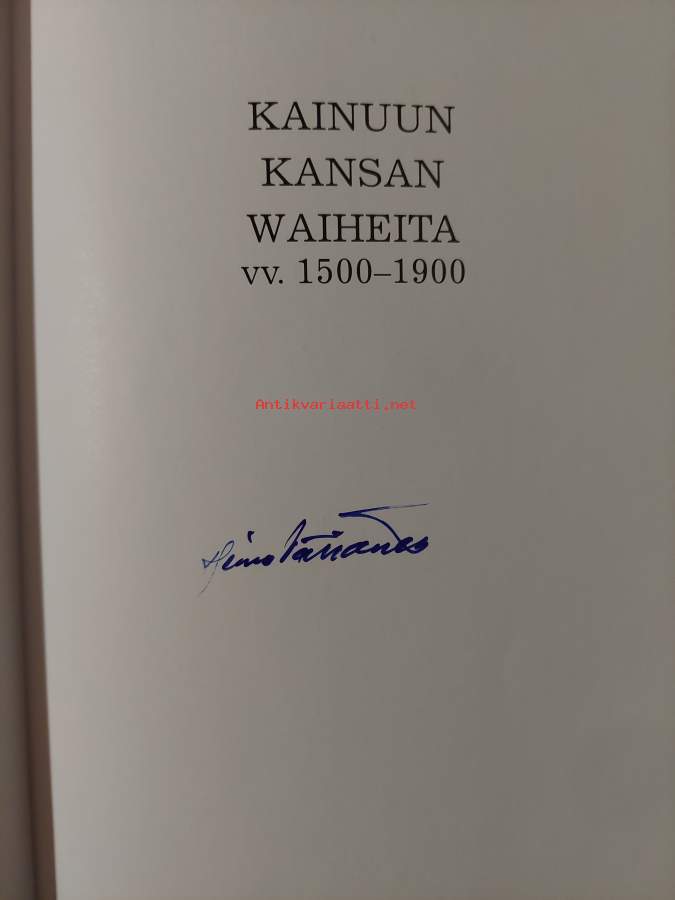 KAINUUN
KANSAN
WAIHEITA
vv. 1500–1900
Antikvariaatti.net